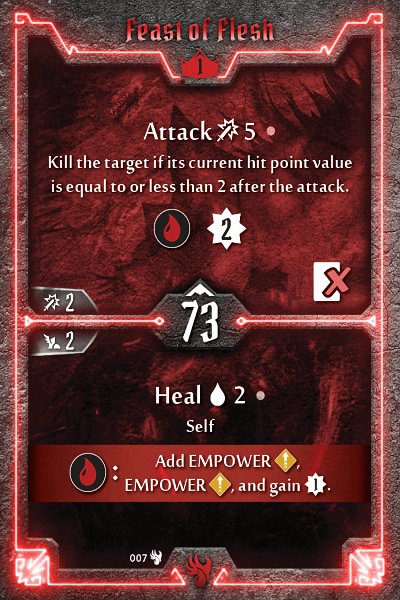 Feast of Flesh
1
Attack 5
Kill the target if its current hit point value
is equal to or less than 2 after the attack.
2
2
73
2
Heal 2
Self
:
Add EMPOWER ,
EMPOWER , and gain 1 .
007